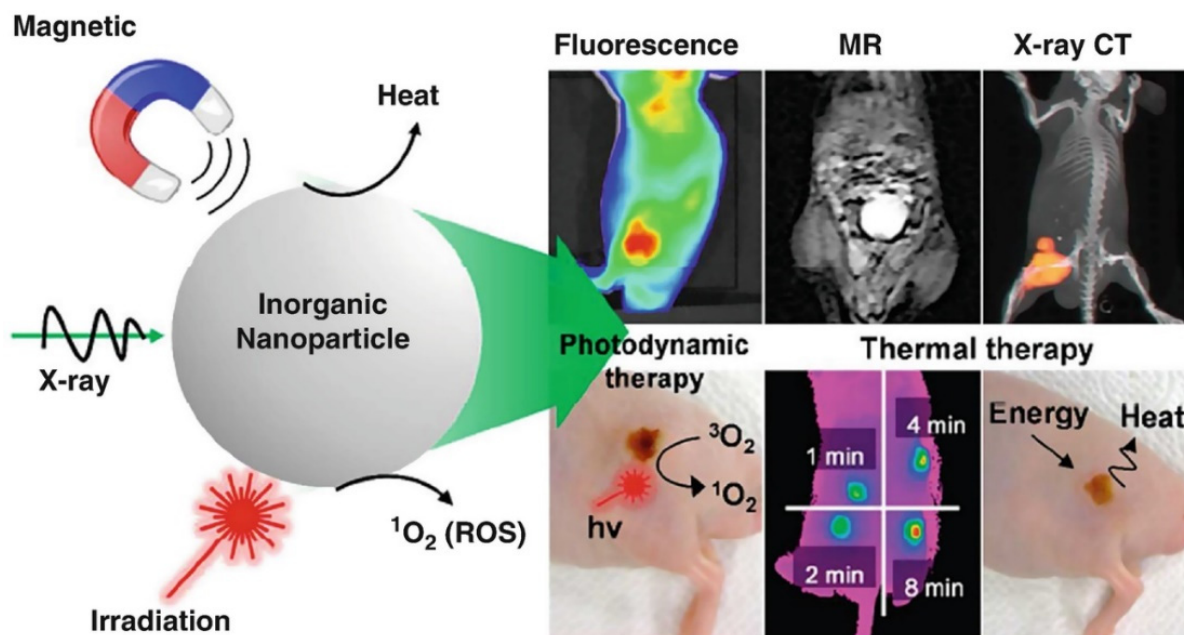 Magnetic
Heat
Inorganic
Nanoparticle
X-ray
¹O₂ (ROS)
Irradiation
Fluorescence
MR
X-ray CT
Photodynamic
therapy
³O₂
¹O₂
hv
Thermal therapy
1 min
4 min
2 min
8 min
Energy
Heat